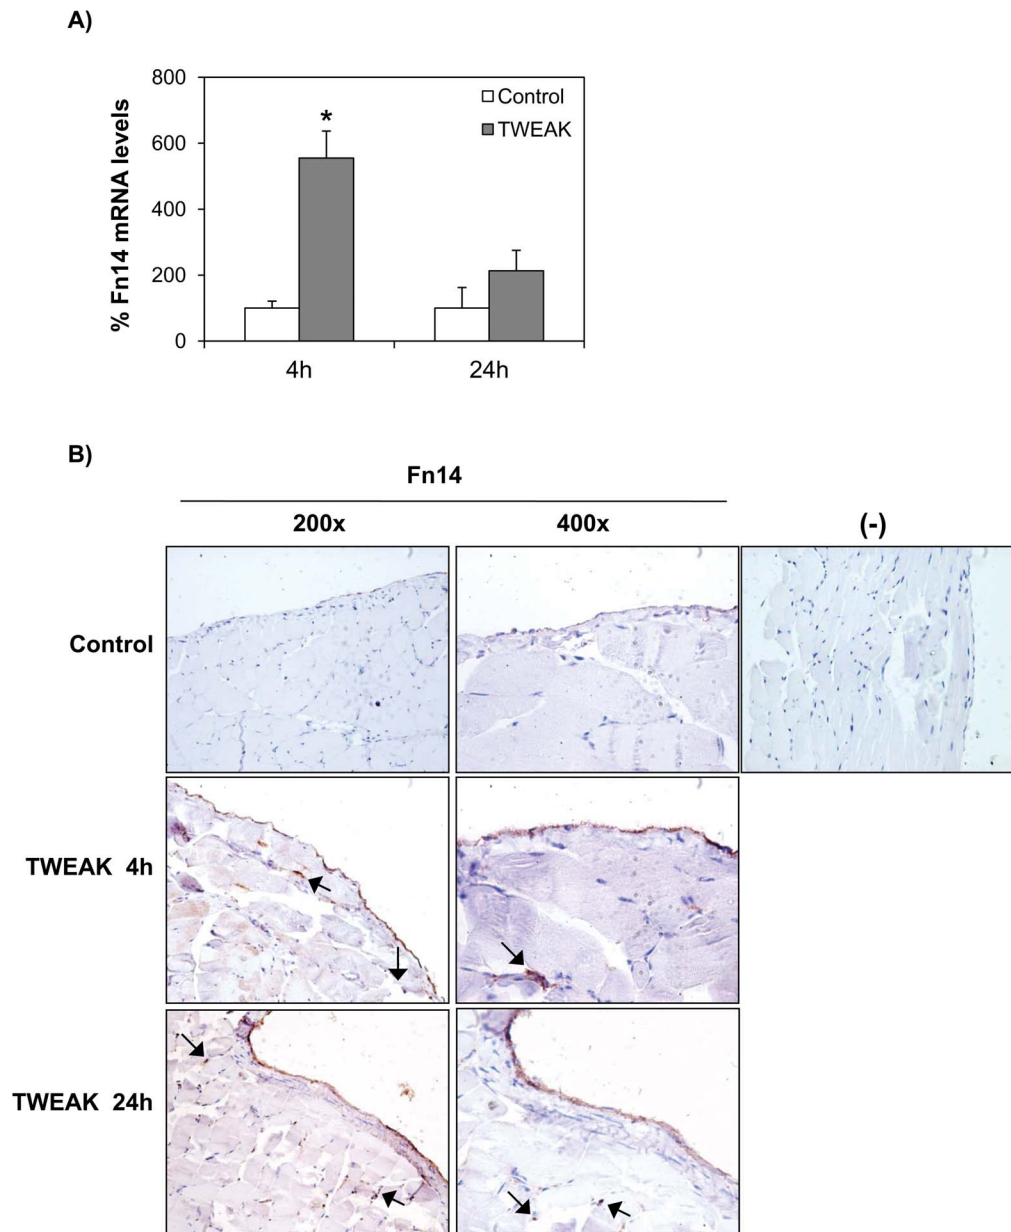 A)
800
600
400
200
0
% Fn14 mRNA levels
*
Control
TWEAK
4h
24h
B)
Fn14
200x
400x
(-)
Control
TWEAK 4h
TWEAK 24h